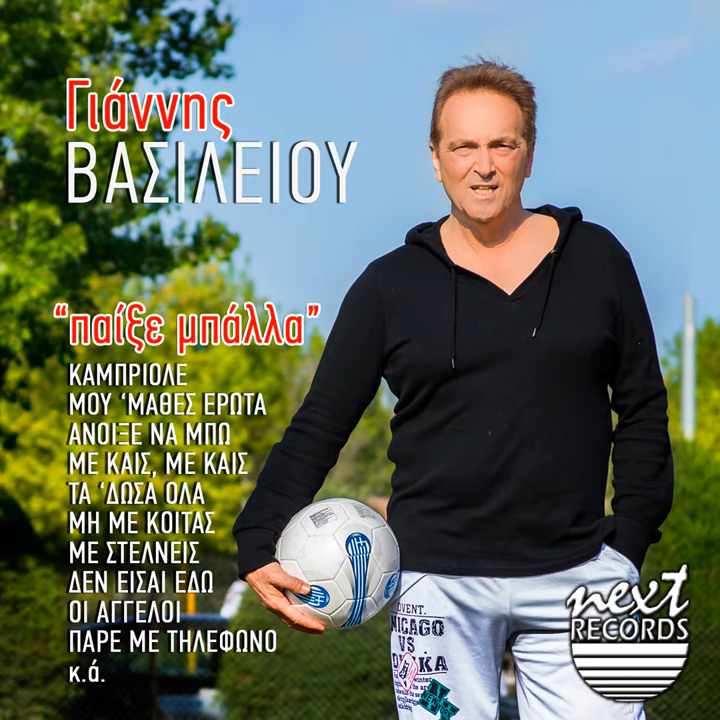 Γιάννης
ΒΑΣΙΛΕΙΟΥ
“παίξε μπάλλα”
ΚΑΜΠΡΙΟΛΕ
ΜΟΥ ‘ΜΑΘΕΣ ΕΡΩΤΑ
ΑΝΟΙΞΕ ΝΑ ΜΠΩ
ΜΕ ΚΑΙΣ, ΜΕ ΚΑΙΣ
ΤΑ ‘ΔΩΣΑ ΟΛΑ
ΜΗ ΜΕ ΚΟΙΤΑΣ
ΜΕ ΣΤΕΛΝΕΙΣ
ΔΕΝ ΕΙΣΑΙ ΕΔΩ
ΟΙ ΑΓΓΕΛΟΙ
ΠΑΡΕ ΜΕ ΤΗΛΕΦΩΝΟ
κ.ά.
next
RECORDS
VS